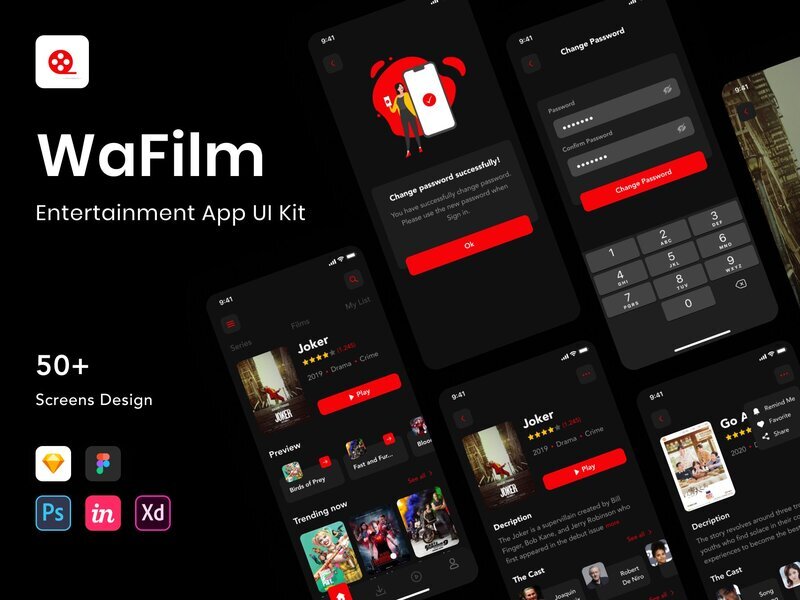 WaFilm
Entertainment App UI Kit
50+
Screens Design
Ps
in
Xd
9:41
Change password successfully!
You have successfully change password.
Please use the new password when
Sign in.
Ok
9:41
Change Password
Password
Confirm Password
Change Password
1
2
ABC
3
DEF
4
GHI
5
JKL
6
MNO
7
PQRS
8
TUV
9
WXYZ
0
9:41
9:41
Series
Films
My List
Joker
(1.245)
2019 • Drama • Crime
Play
JOKER
Preview
Birds of Prey
Fast and Fur...
Bloo
Trending now
See all
9:41
Joker
(1.245)
2019 • Drama • Crime
Play
JOKER
Decription
The Joker is a supervillain created by Bill
Finger, Bob Kane, and Jerry Robinson who
first appeared in the debut issue more
The Cast
See all
Joaquin
Robert
De Niro
9:41
Go A
2020 • D
Remind Me
Favorite
Share
Decription
The story revolves around three
youths who find solace in their
experiences to become the bes
The Cast
Song